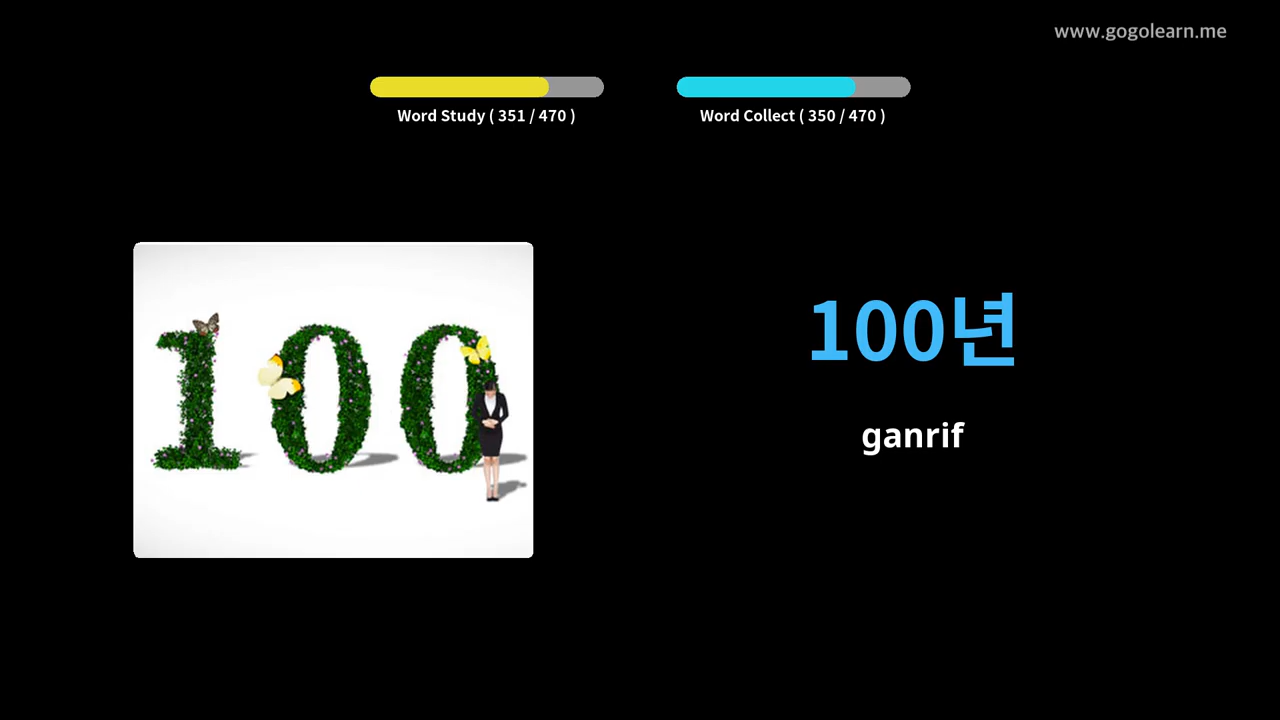 www.gogolearn.me
Word Study ( 351 / 470 )
Word Collect ( 350 / 470 )
100
100년
ganrif